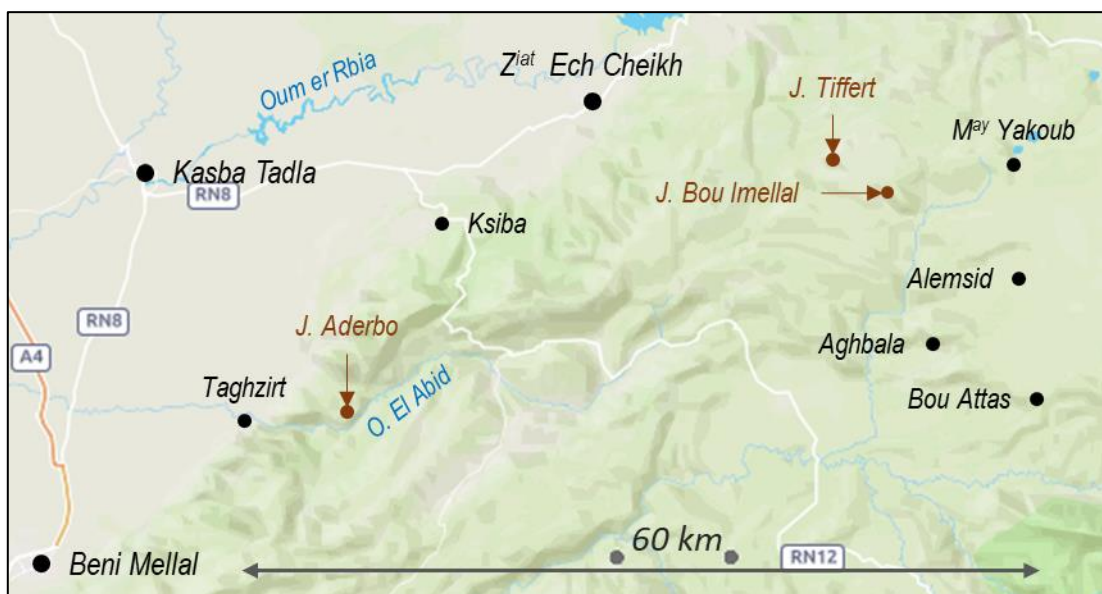 Oum er Rbia
Zⁱᵃᵗ Ech Cheikh
J. Tiffert
Mᵃʸ Yakoub
Kasba Tadla
RN8
J. Bou Imellal
Ksiba
Alemsid
RN8
J. Aderbo
A4
Aghbala
Taghzirt
O. El Abid
Bou Attas
60 km
RN12
Beni Mellal